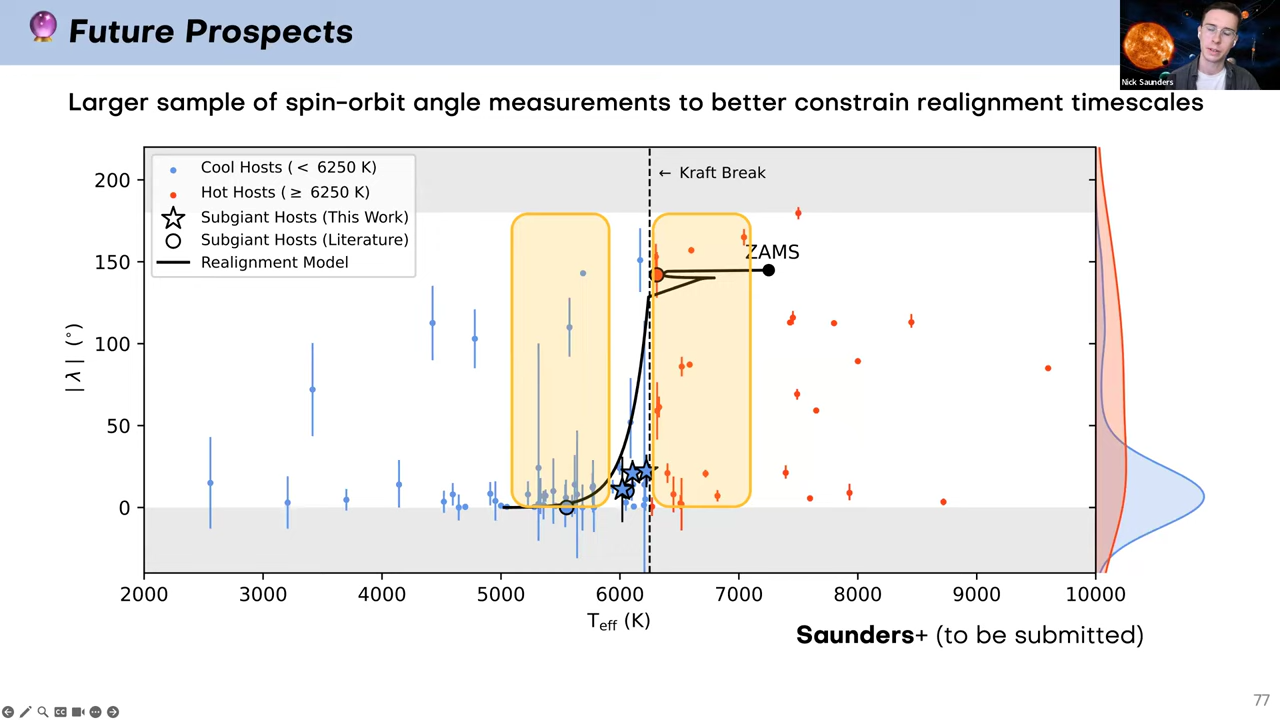 Future Prospects
Nick Saunders
Larger sample of spin-orbit angle measurements to better constrain realignment timescales
Cool Hosts (< 6250 K)
Hot Hosts (≥ 6250 K)
Subgiant Hosts (This Work)
Subgiant Hosts (Literature)
Realignment Model
← Kraft Break
ZAMS
200
150
100
50
0
|λ| (°)
2000 3000 4000 5000 6000 7000 8000 9000 10000
Teff (K)
Saunders+ (to be submitted)
77
CC